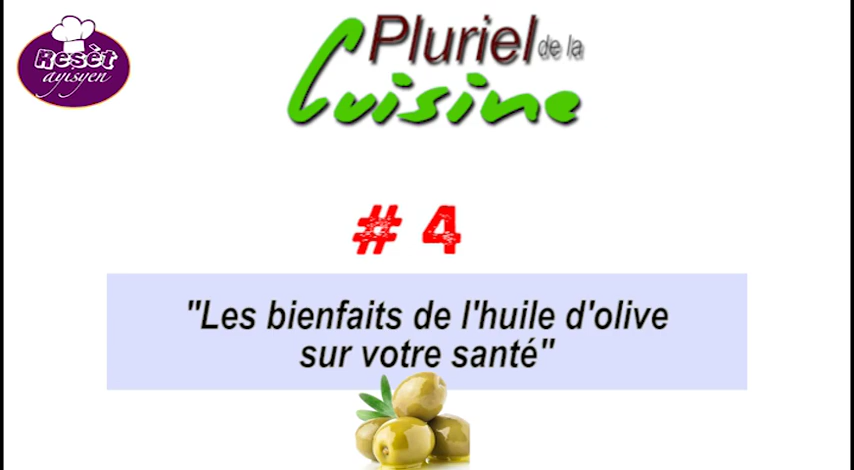 Resèt
ayisyen
Pluriel de la
Cuisine
# 4
"Les bienfaits de l'huile d'olive
sur votre santé"